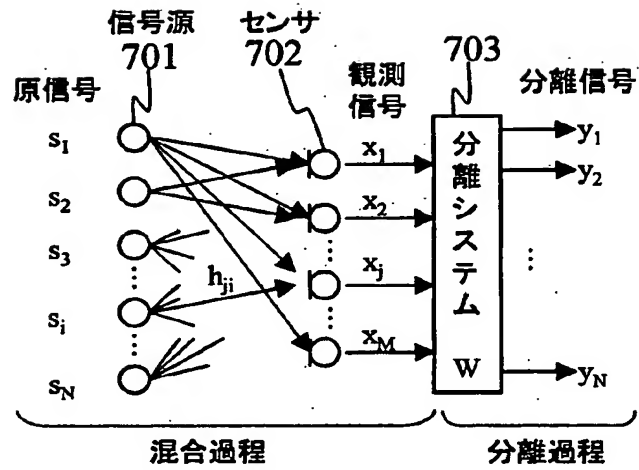 信号源
701
センサ
702
703
原信号
観測
信号
分離信号
s1
s2
s3
si
sN
hji
x1
x2
xj
xM
分離システム W
y1
y2
yN
混合過程
分離過程